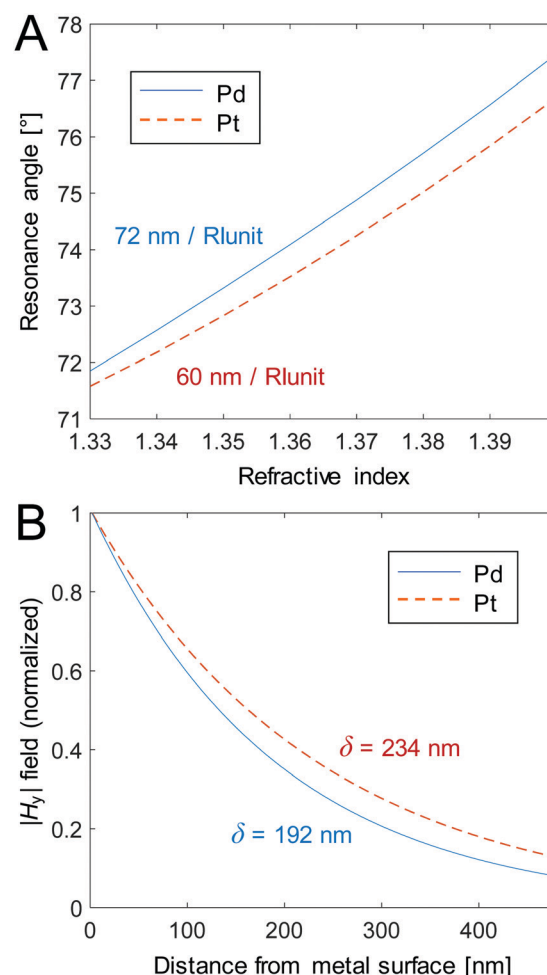 A
78
77
76
75
74
73
72
71
Resonance angle [°]
Pd
Pt
72 nm / RIunit
60 nm / RIunit
1.33 1.34 1.35 1.36 1.37 1.38 1.39
Refractive index
B
1
0.8
0.6
0.4
0.2
0
|Hy| field (normalized)
Pd
Pt
δ = 234 nm
δ = 192 nm
0 100 200 300 400
Distance from metal surface [nm]